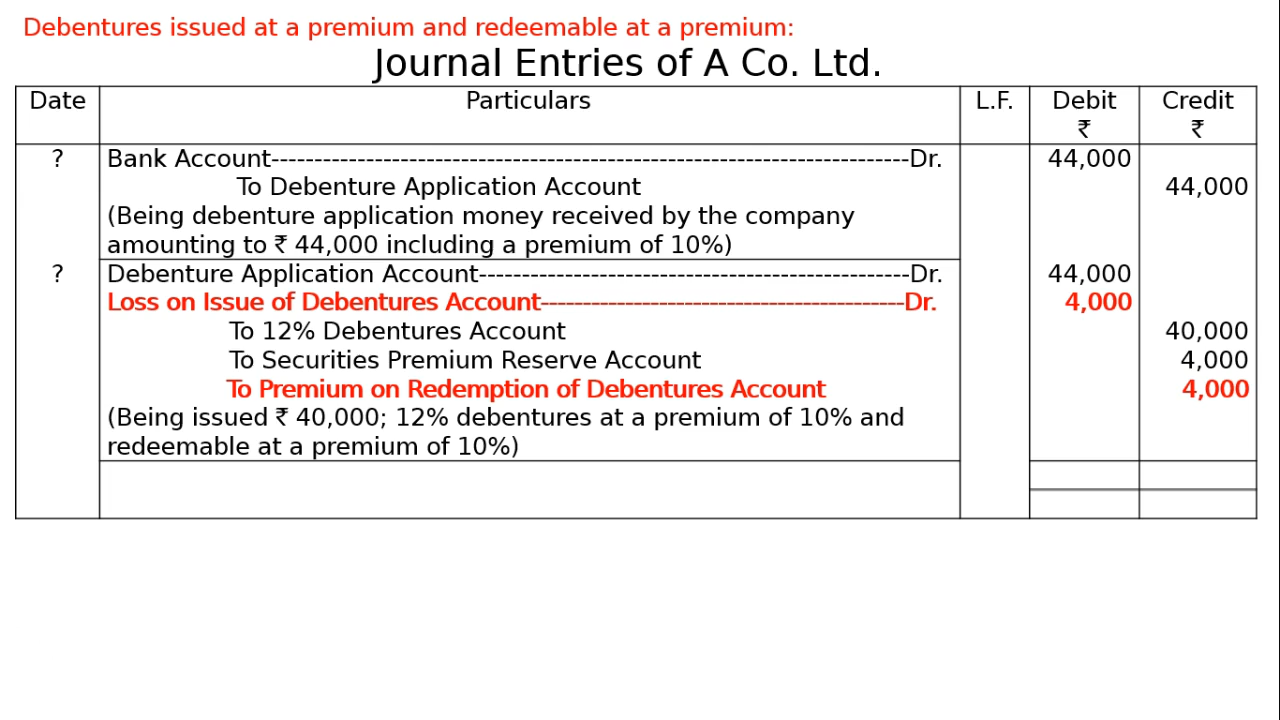 Debentures issued at a premium and redeemable at a premium:
Journal Entries of A Co. Ltd.
Date Particulars L.F. Debit Credit
₹ ₹
? Bank Account--------------------------------------------------------------------------Dr. 44,000
To Debenture Application Account 44,000
(Being debenture application money received by the company
amounting to ₹ 44,000 including a premium of 10%)
? Debenture Application Account--------------------------------------------------Dr. 44,000
Loss on Issue of Debentures Account------------------------------------------Dr. 4,000
To 12% Debentures Account 40,000
To Securities Premium Reserve Account 4,000
To Premium on Redemption of Debentures Account 4,000
(Being issued ₹ 40,000; 12% debentures at a premium of 10% and
redeemable at a premium of 10%)